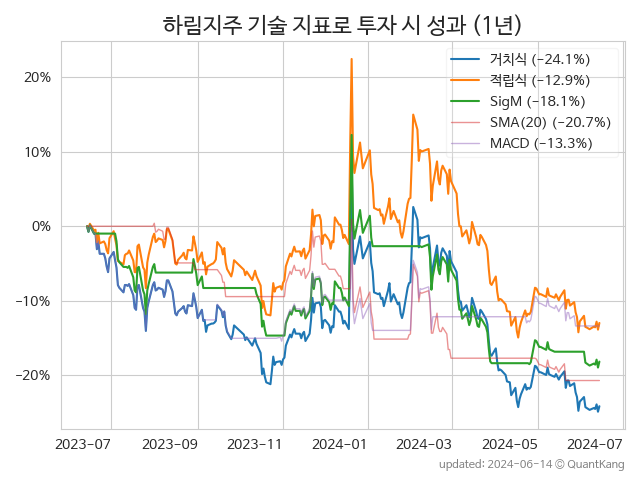 하림지주 기술 지표로 투자 시 성과 (1년)
거치식 (−24.1%)
적립식 (−12.9%)
SigM (−18.1%)
SMA(20) (−20.7%)
MACD (−13.3%)
20%
10%
0%
−10%
−20%
2023-07 2023-09 2023-11 2024-01 2024-03 2024-05 2024-07
updated: 2024-06-14 © QuantKang